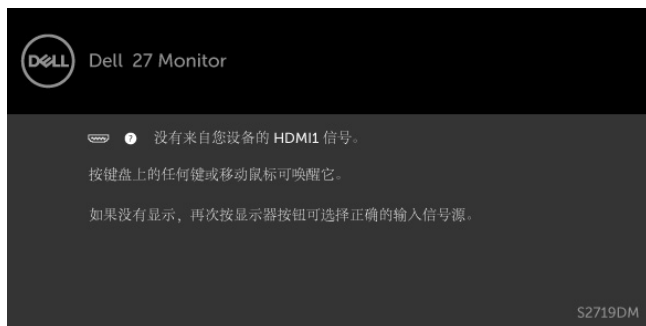 DELL
Dell 27 Monitor
? 没有来自您设备的 HDMI1 信号。
按键盘上的任何键或移动鼠标可唤醒它。
如果没有显示，再次按显示器按钮可选择正确的输入信号源。
S2719DM